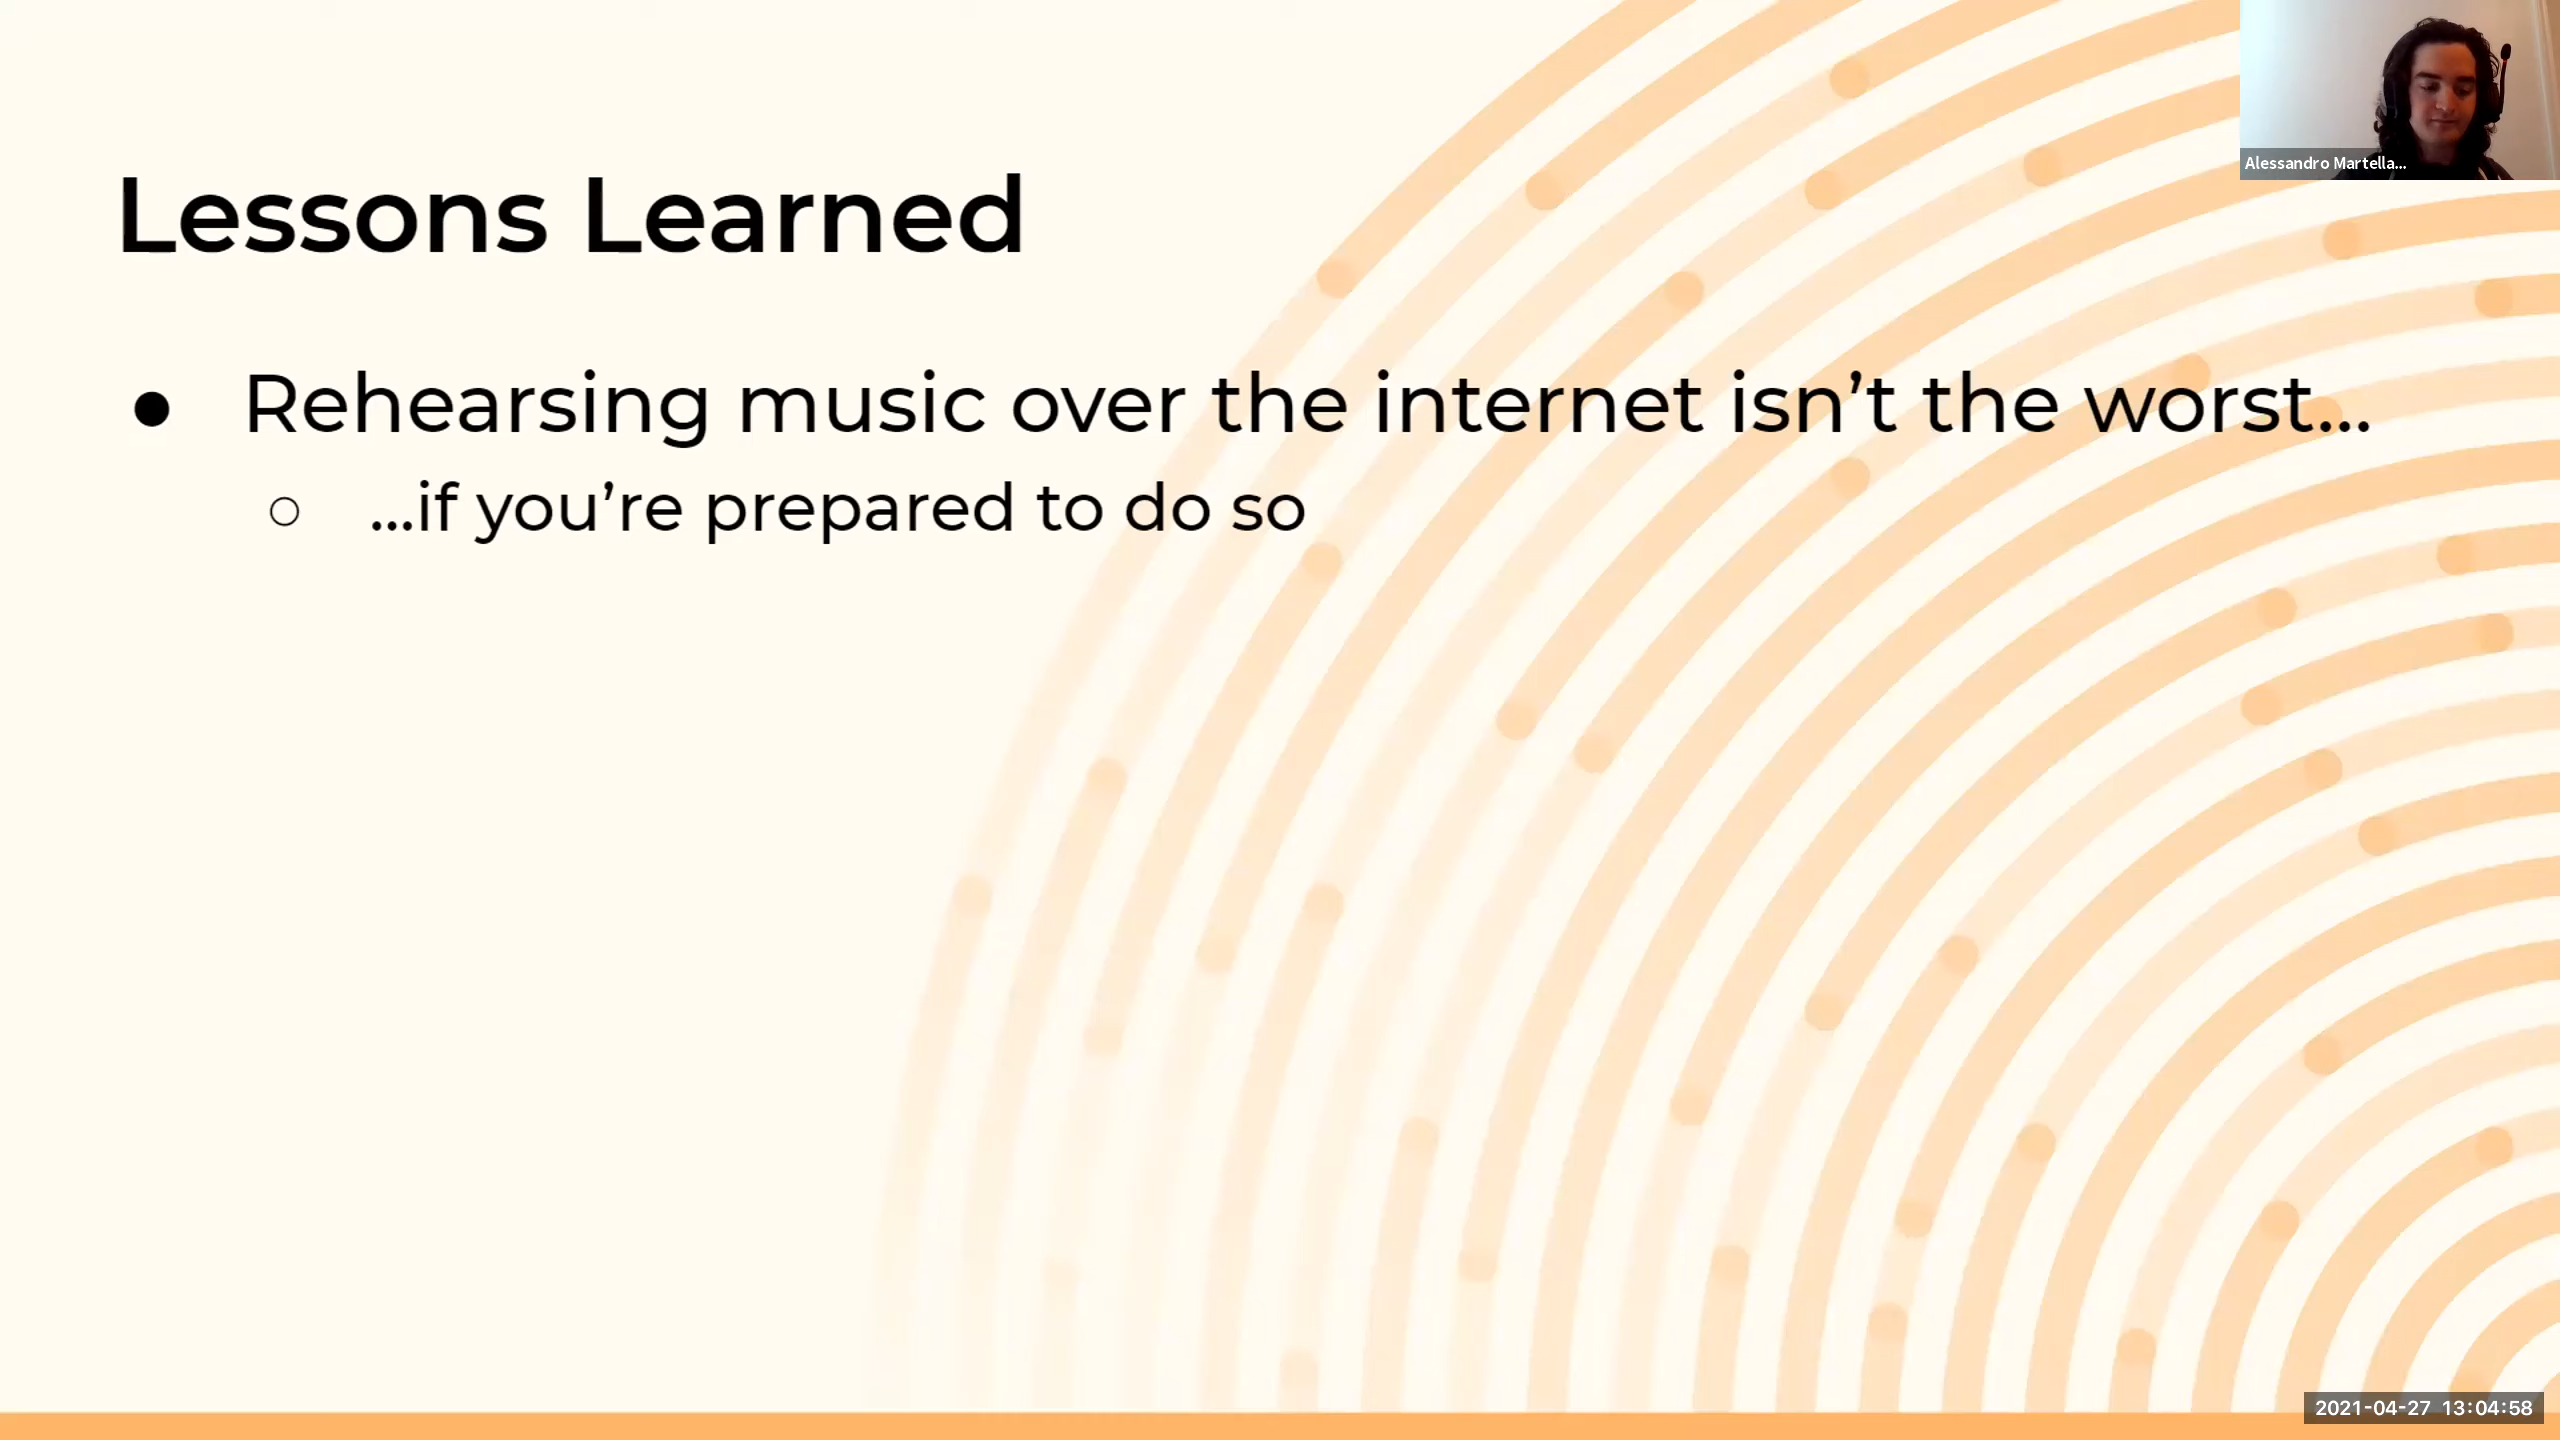 Alessandro Martella...
Lessons Learned
● Rehearsing music over the internet isn’t the worst...
○ ...if you’re prepared to do so
2021-04-27 13:04:58